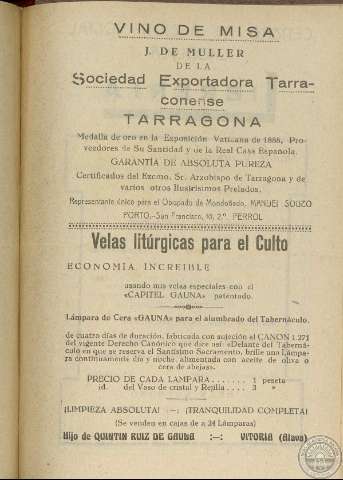 VINO DE MISA
J. DE MULLER
DE LA
Sociedad Exportadora Tarra-
conense
TARRAGONA
Medalla de oro en la Exposición Vaticana de 1888, Pro-
veedores de Su Santidad y de la Real Casa Española.
GARANTÍA DE ABSOLUTA PUREZA
Certificados del Excmo. Sr. Arzobispo de Tarragona y de
varios otros Ilustrísimos Prelados.
Representante único para el Obispado de Mondoñedo, MANUEL SOUZO
PORTO.-San Francisco, 10, 2.º FERROL
Velas litúrgicas para el Culto
ECONOMÍA INCREIBLE
usando mis velas especiales con el
«CAPITEL GAUNA» patentado.
Lámpara de Cera «GAUNA» para el alumbrado del Tabernáculo.
de cuatro días de duración, fabricada con sujeción al CANON 1.271
del vigente Derecho Canónico que dice así: «Delante del Taberná-
culo en que se reserva el Santísimo Sacramento, brille una Lámpa-
ra continuamente día y noche, alimentada con aceite de oliva o
cera de abejas».
PRECIO DE CADA LAMPARA....... 1 peseta
id. del Vaso de cristal y Rejilla.... 3 »
¡LIMPIEZA ABSOLUTA! :—: ¡TRANQUILIDAD COMPLETA!
(Se venden en cajas de a 24 Lámparas)
Hijo de QUINTIN RUIZ DE GAUNA :—: VITORIA (Alava)